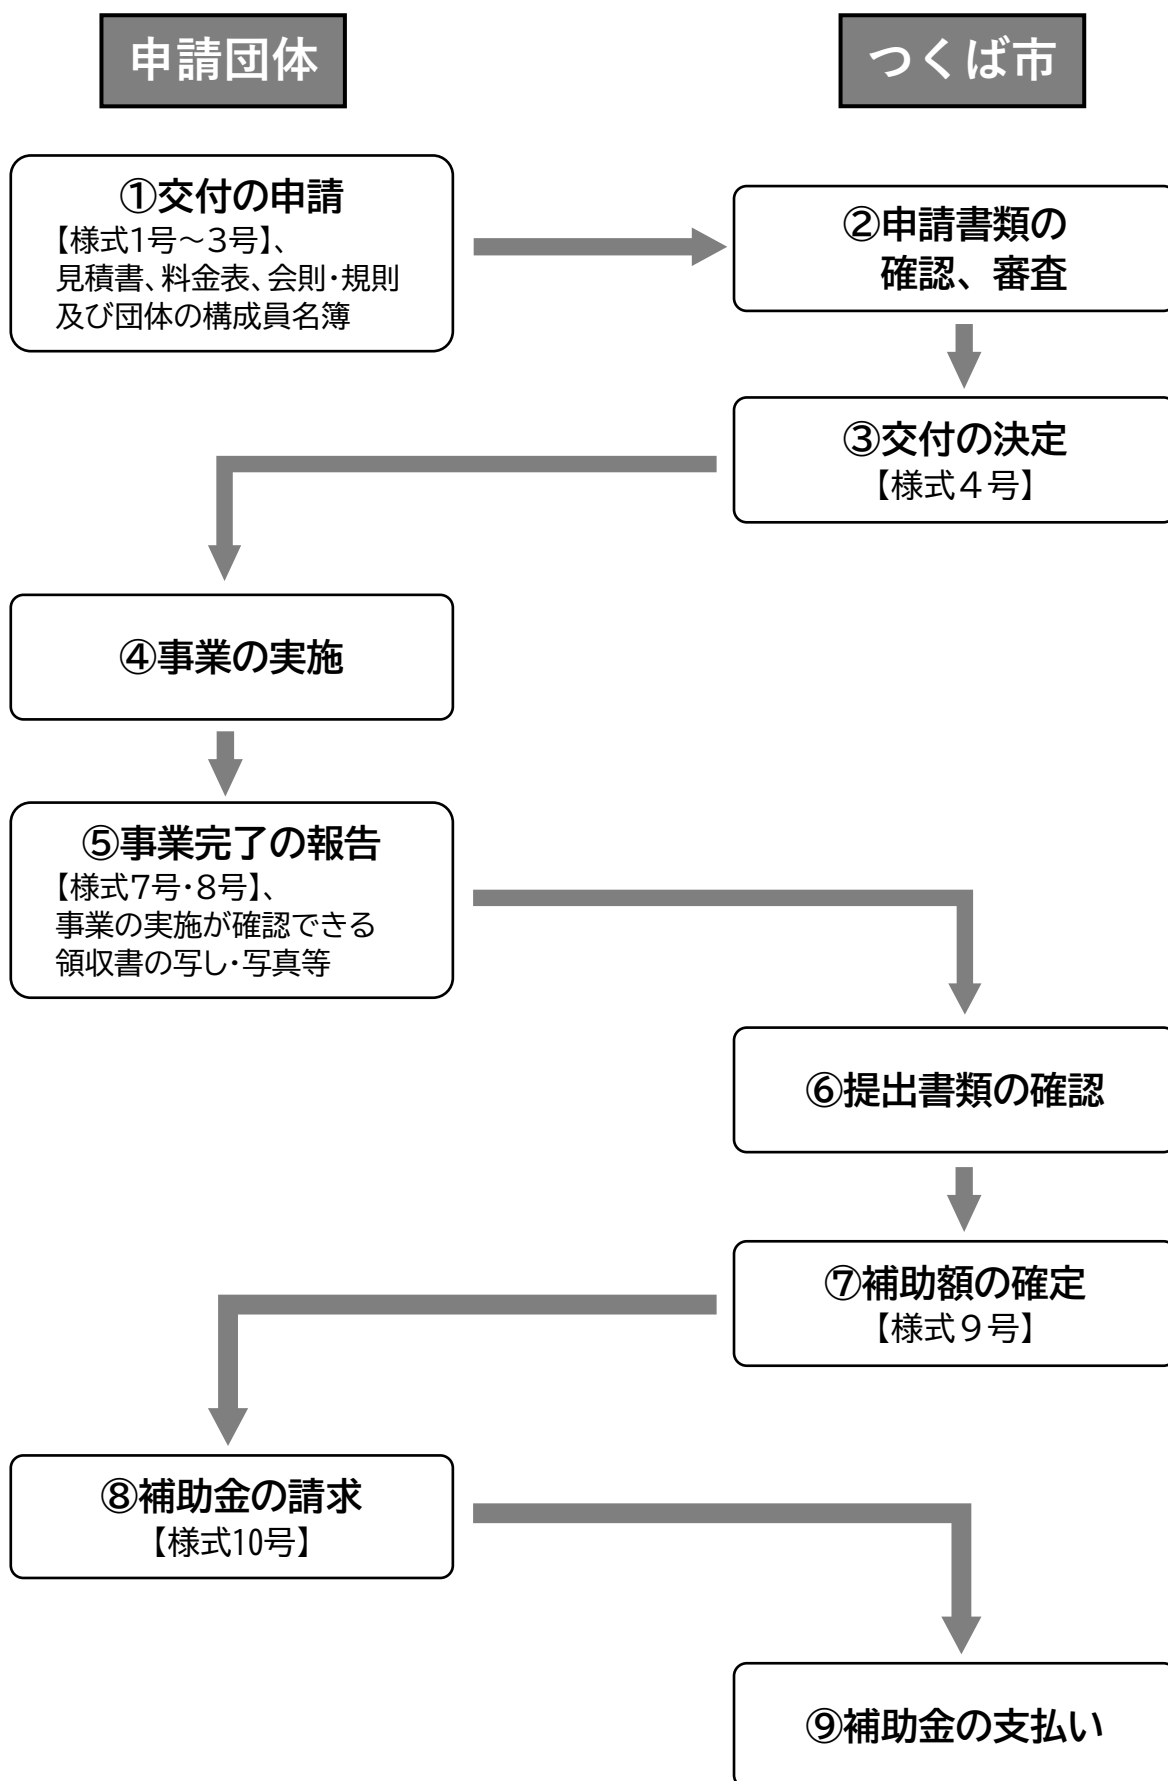 申請団体
つくば市
①交付の申請
【様式1号～3号】、
見積書、料金表、会則・規則
及び団体の構成員名簿
②申請書類の
確認、審査
③交付の決定
【様式４号】
④事業の実施
⑤事業完了の報告
【様式7号・8号】、
事業の実施が確認できる
領収書の写し・写真等
⑥提出書類の確認
⑦補助額の確定
【様式９号】
⑧補助金の請求
【様式10号】
⑨補助金の支払い